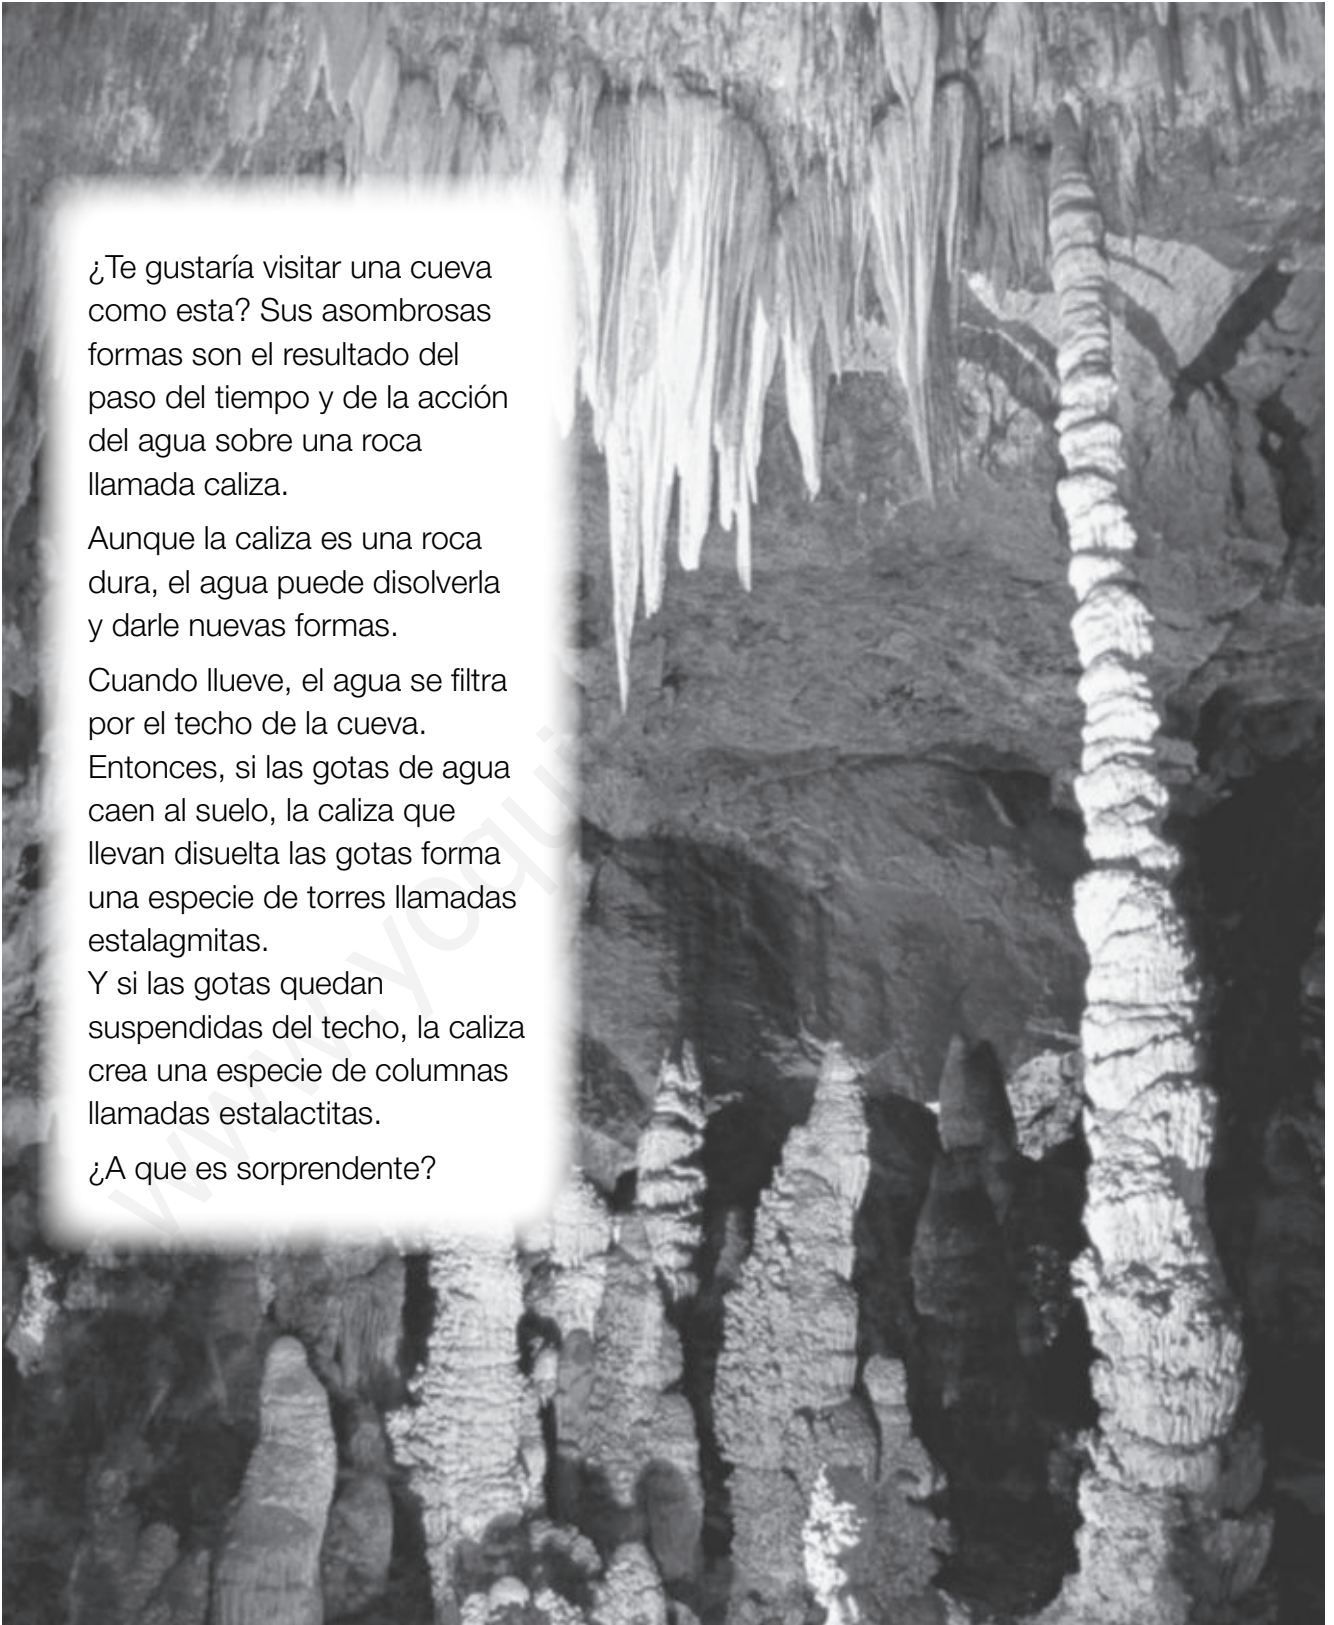 ¿Te gustaría visitar una cueva
como esta? Sus asombrosas
formas son el resultado del
paso del tiempo y de la acción
del agua sobre una roca
llamada caliza.
Aunque la caliza es una roca
dura, el agua puede disolverla
y darle nuevas formas.
Cuando llueve, el agua se filtra
por el techo de la cueva.
Entonces, si las gotas de agua
caen al suelo, la caliza que
llevan disuelta las gotas forma
una especie de torres llamadas
estalagmitas.
Y si las gotas quedan
suspendidas del techo, la caliza
crea una especie de columnas
llamadas estalactitas.
¿A que es sorprendente?
www.yoqui